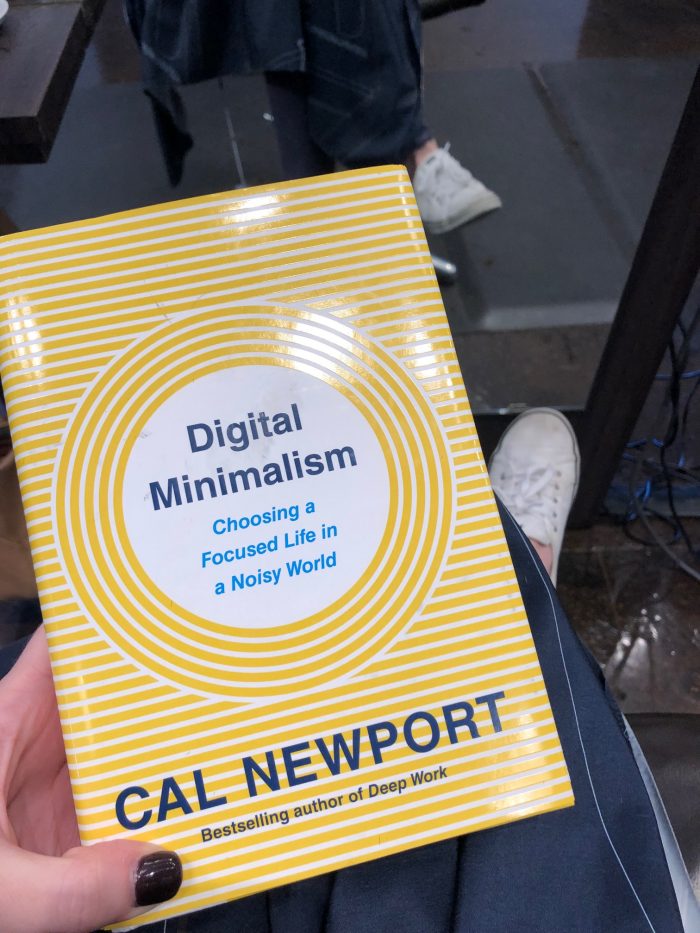 Digital
Minimalism
Choosing a
Focused Life in
a Noisy World
CAL NEWPORT
Bestselling author of Deep Work